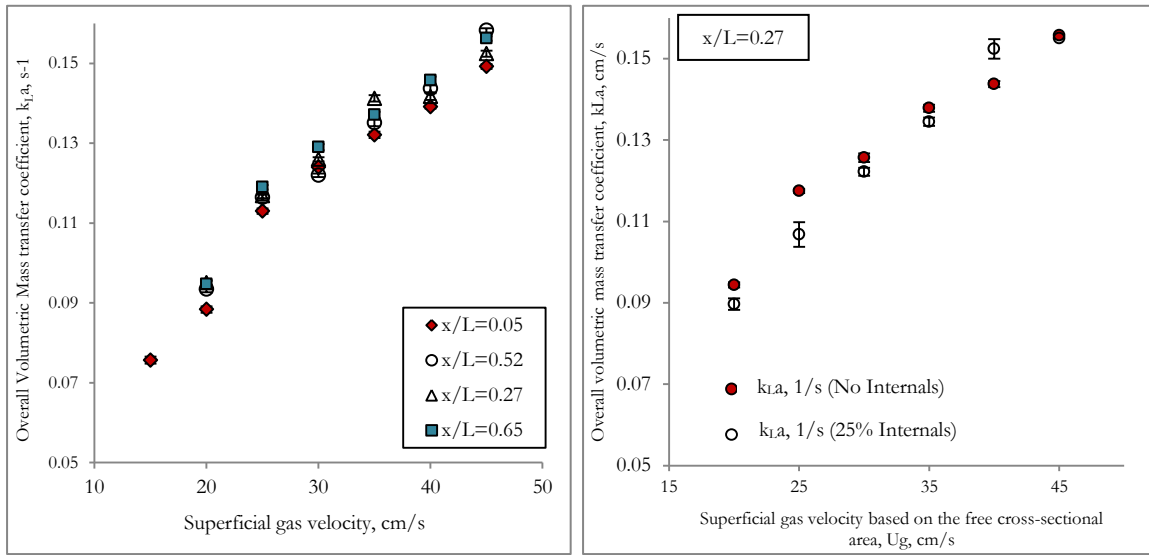 Overall Volumetric Mass transfer coefficient, kLa, s-1
0.15
0.13
0.11
0.09
0.07
0.05
10
20
30
40
50
Superficial gas velocity, cm/s
x/L=0.05
x/L=0.52
x/L=0.27
x/L=0.65
Overall volumetric mass transfer coefficient, kLa, cm/s
x/L=0.27
0.15
0.13
0.11
0.09
0.07
0.05
kLa, 1/s (No Internals)
kLa, 1/s (25% Internals)
15
25
35
45
Superficial gas velocity based on the free cross-sectional
area, Ug, cm/s